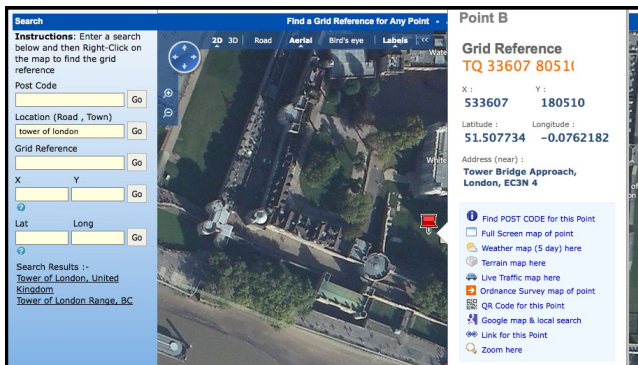 Search
Instructions: Enter a search
below and then Right-Click on
the map to find the grid
reference
Post Code
Go
Location (Road , Town)
tower of london
Go
Grid Reference
Go
X Y
Go
Lat Long
Go
Search Results :-
Tower of London, United
Kingdom
Tower of London Range, BC
Find a Grid Reference for Any Point -
2D 3D Road Aerial Bird's eye Labels
Wate
White
Point B
Grid Reference
TQ 33607 80510
X : Y :
533607 180510
Latitude : Longitude :
51.507734 −0.0762182
Address (near) :
Tower Bridge
Approach,
London, EC3N 4
Find POST CODE for this Point
Full Screen map of point
Weather map (5 day) here
Terrain map here
Live Traffic map here
Ordnance Survey map of point
QR Code for this Point
Google map & local search
Link for this Point
Zoom here